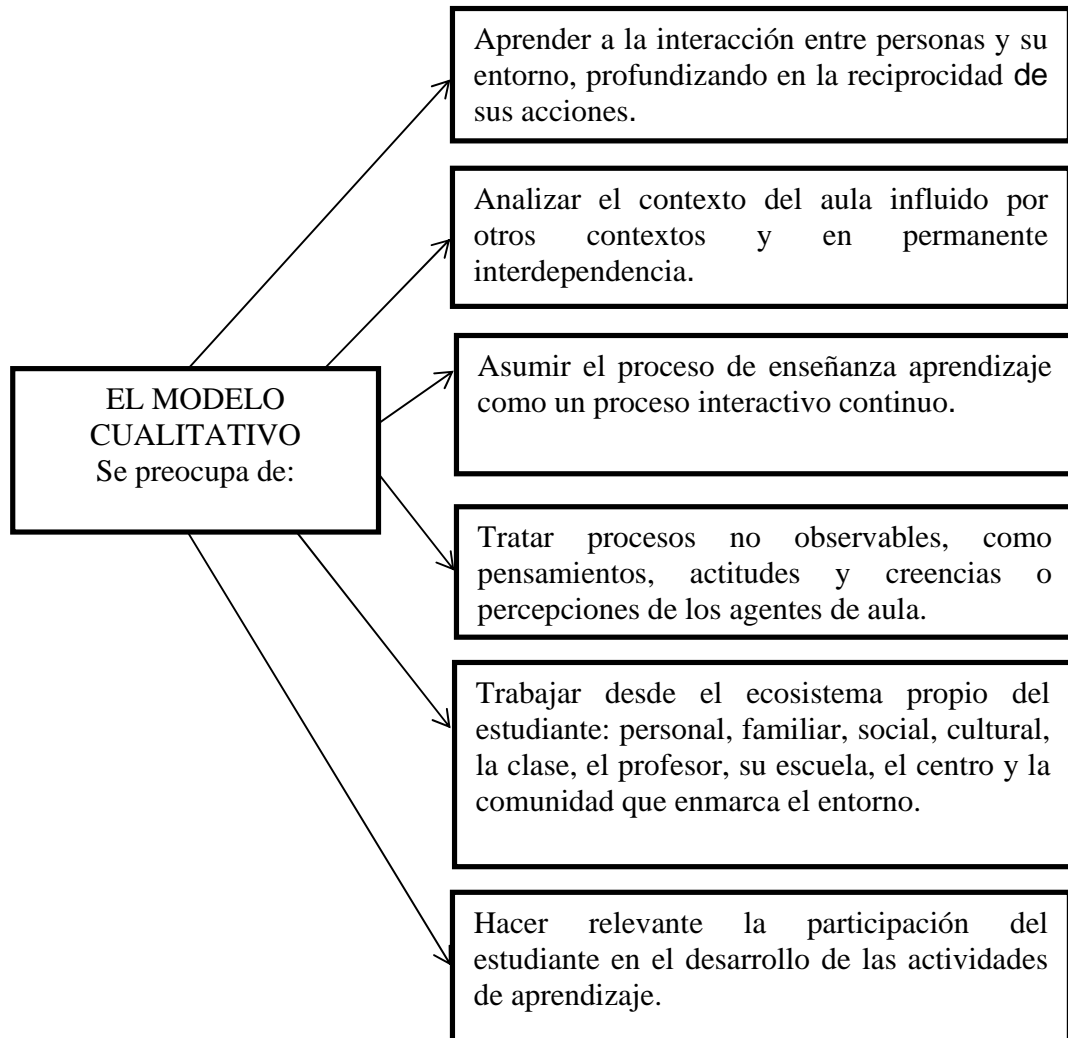 Aprender a la interacción entre personas y su
entorno, profundizando en la reciprocidad de
sus acciones.
Analizar el contexto del aula influido por
otros contextos y en permanente
interdependencia.
EL MODELO
CUALITATIVO
Se preocupa de:
Asumir el proceso de enseñanza aprendizaje
como un proceso interactivo continuo.
Tratar procesos no observables, como
pensamientos, actitudes y creencias o
percepciones de los agentes de aula.
Trabajar desde el ecosistema propio del
estudiante: personal, familiar, social, cultural,
la clase, el profesor, su escuela, el centro y la
comunidad que enmarca el entorno.
Hacer relevante la participación del
estudiante en el desarrollo de las actividades
de aprendizaje.